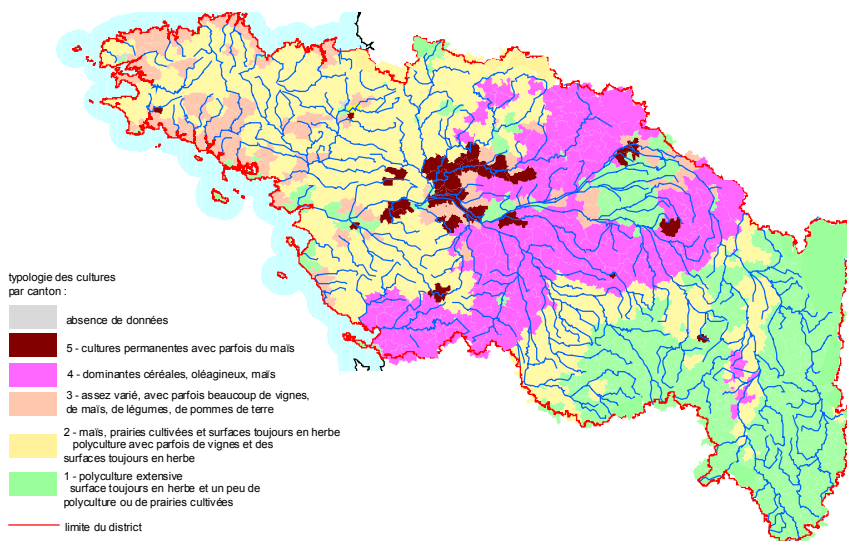 typologie des cultures
par canton :
absence de données
5 - cultures permanentes avec parfois du maïs
4 - dominantes céréales, oléagineux, maïs
3 - assez varié, avec parfois beaucoup de vignes,
de maïs, de légumes, de pommes de terre
2 - maïs, prairies cultivées et surfaces toujours en herbe
polyculture avec parfois de vignes et des
surfaces toujours en herbe
1 - polyculture extensive
surface toujours en herbe et un peu de
polyculture ou de prairies cultivées
limite du district